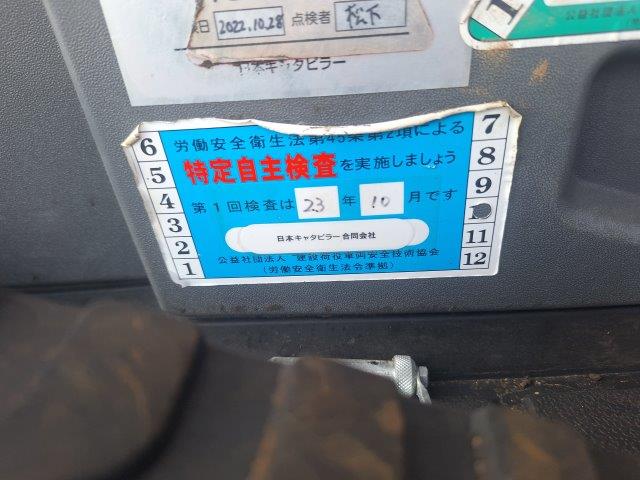 2022.10.28 点検者 松下
日本キャタピラー
労働安全衛生法第45条第2項による
特定自主検査を実施しましょう
第1回検査は 23 年 10 月です
日本キャタピラー合同会社
公益社団法人 建設荷役車両安全技術協会
(労働安全衛生法令準拠)
6
5
4
3
2
1
7
8
9
11
12
1